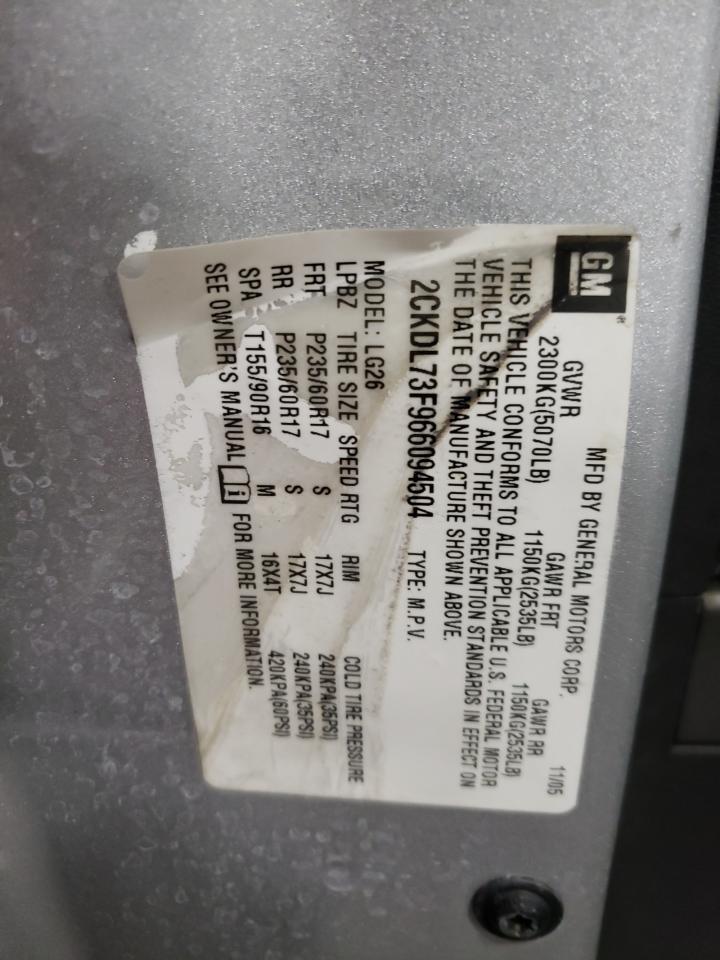 GM
MFD BY GENERAL MOTORS CORP. 11/05
GVWR GAWR FRT GAWR RR
2300KG(5070LB) 1150KG(2535LB) 1150KG(2535LB)
THIS VEHICLE CONFORMS TO ALL APPLICABLE U.S. FEDERAL MOTOR
VEHICLE SAFETY AND THEFT PREVENTION STANDARDS IN EFFECT ON
THE DATE OF MANUFACTURE SHOWN ABOVE.
2CKDL73F966094504 TYPE: M.P.V.
MODEL: LG26
LPBZ TIRE SIZE SPEED RTG RIM COLD TIRE PRESSURE
FRT P235/60R17 S 17X7J 240KPA(35PSI)
RR P235/60R17 S 17X7J 240KPA(35PSI)
SPA T155/90R16 M 16X4T 420KPA(60PSI)
SEE OWNER'S MANUAL FOR MORE INFORMATION.